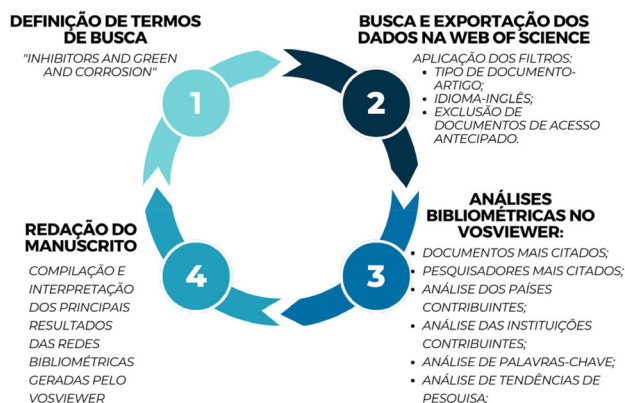 DEFINIÇÃO DE TERMOS
DE BUSCA
"INHIBITORS AND GREEN
AND CORROSION"
1
BUSCA E EXPORTAÇÃO DOS
DADOS NA WEB OF SCIENCE
APLICAÇÃO DOS FILTROS:
• TIPO DE DOCUMENTO-
ARTIGO;
• IDIOMA-INGLÊS;
• EXCLUSÃO DE
DOCUMENTOS DE ACESSO
ANTECIPADO.
2
ANÁLISES
BIBLIOMÉTRICAS NO
VOSVIEWER:
• DOCUMENTOS MAIS CITADOS;
• PESQUISADORES MAIS CITADOS;
• ANÁLISE DOS PAÍSES
CONTRIBUINTES;
• ANÁLISE DAS INSTITUIÇÕES
CONTRIBUINTES;
• ANÁLISE DE PALAVRAS-CHAVE;
• ANÁLISE DE TENDÊNCIAS DE
PESQUISA;
3
REDAÇÃO DO
MANUSCRITO
COMPILAÇÃO E
INTERPRETAÇÃO
DOS PRINCIPAIS
RESULTADOS
DAS REDES
BIBLIOMÉTRICAS
GERADAS PELO
VOSVIEWER
4